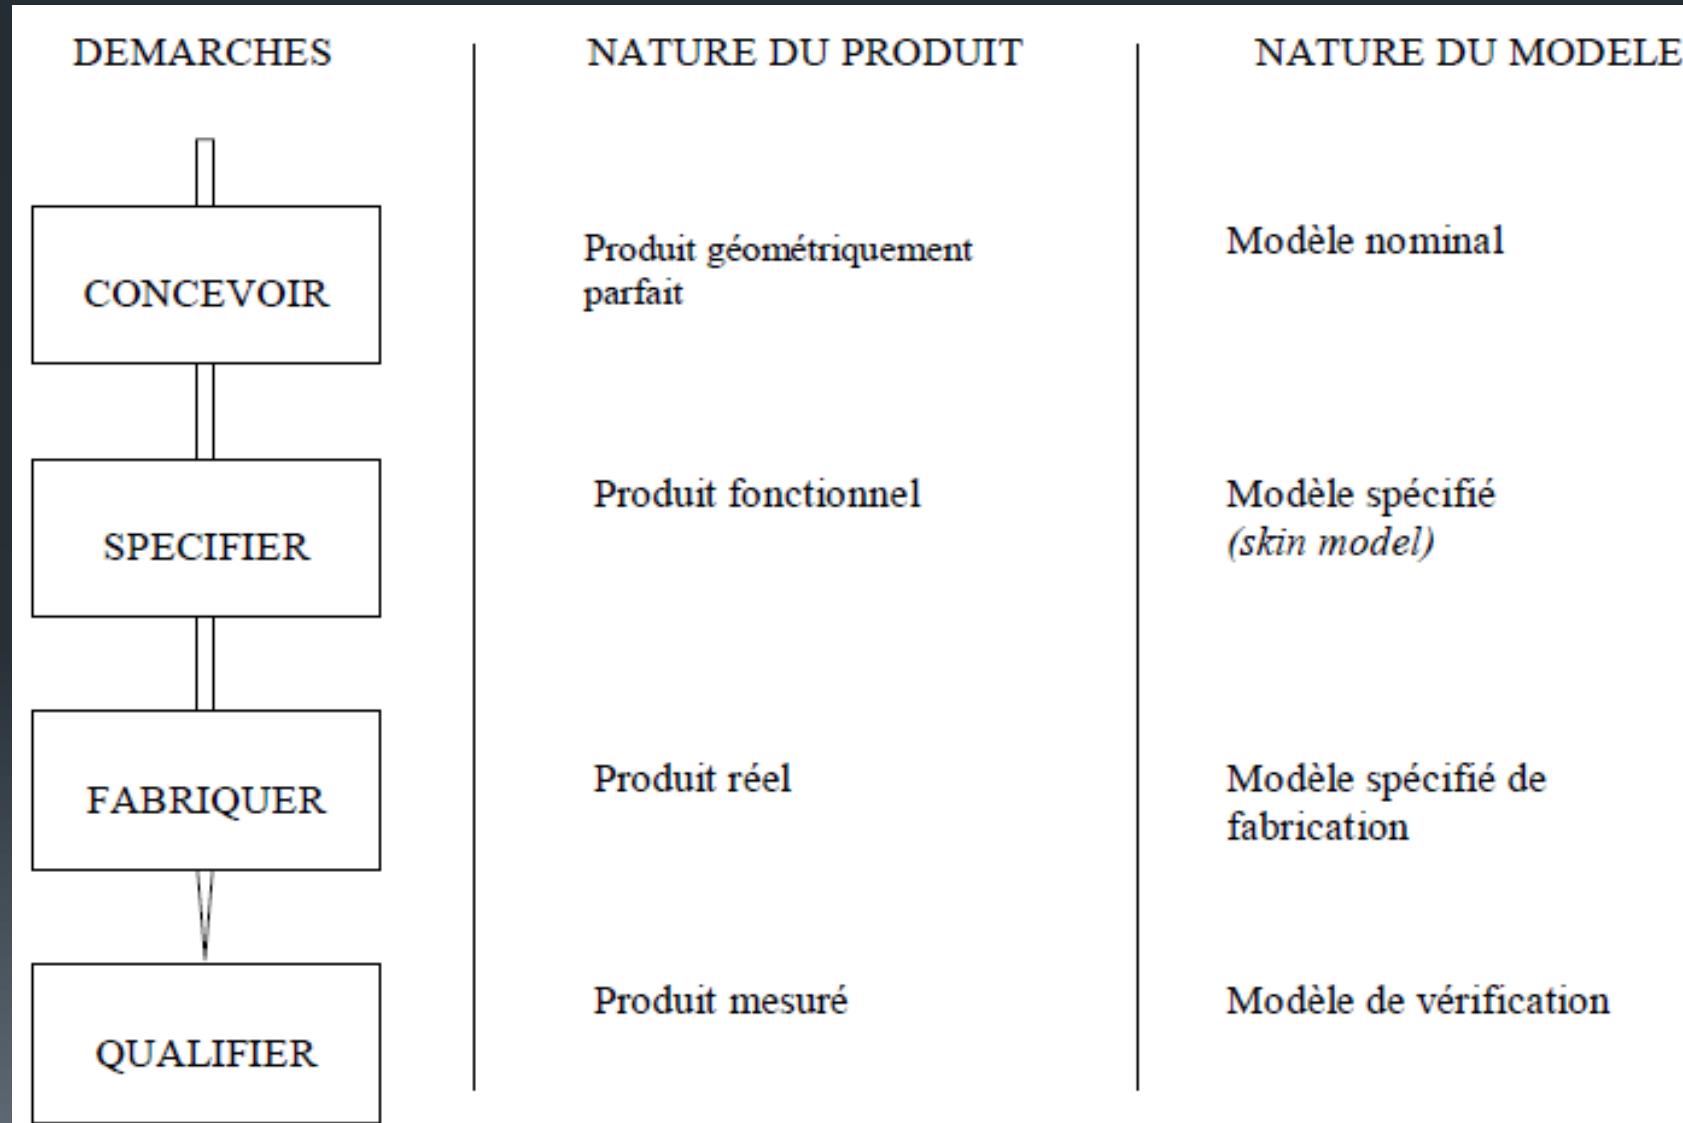 DEMARCHES
NATURE DU PRODUIT
NATURE DU MODELE
CONCEVOIR
Produit géométriquement
parfait
Modèle nominal
SPECIFIER
Produit fonctionnel
Modèle spécifié
(skin model)
FABRIQUER
Produit réel
Modèle spécifié de
fabrication
QUALIFIER
Produit mesuré
Modèle de vérification